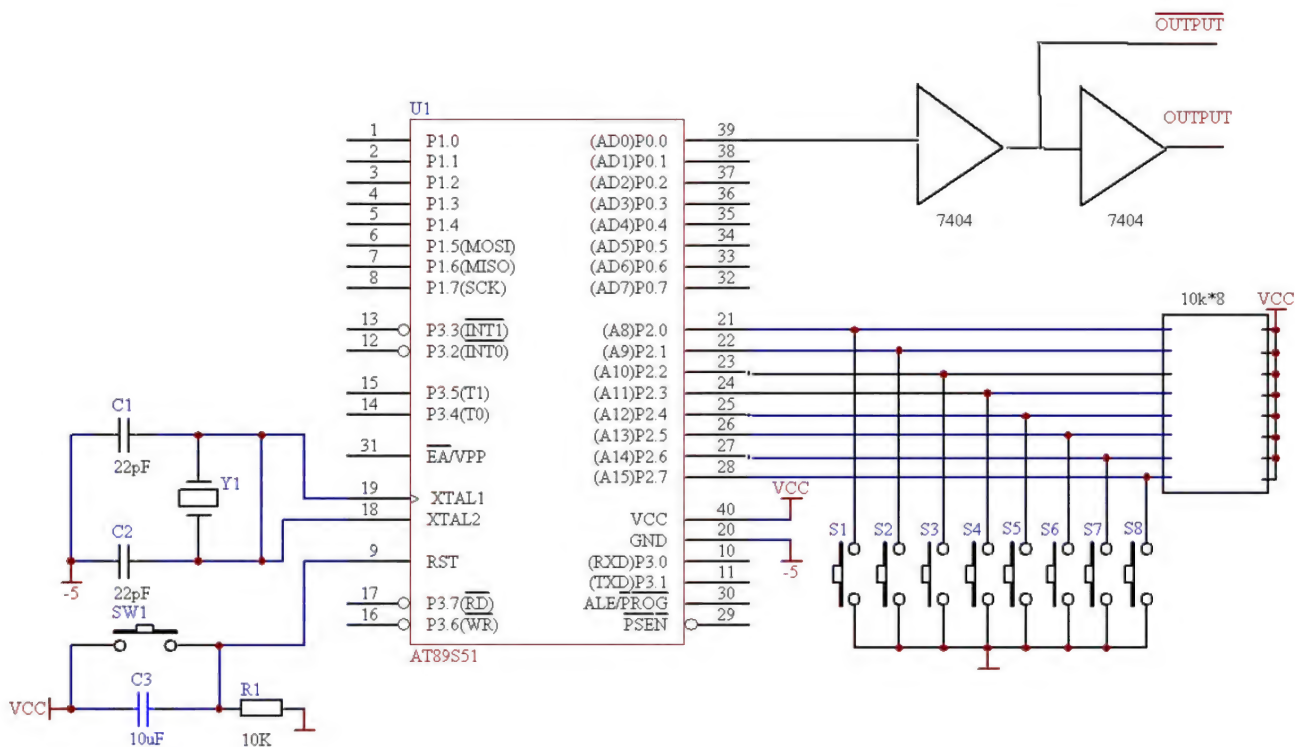 OUTPUT
U1
1 P1.0 (AD0)P0.0 39
OUTPUT
2 P1.1 (AD1)P0.1 38
3 P1.2 (AD2)P0.2 37
4 P1.3 (AD3)P0.3 36
5 P1.4 (AD4)P0.4 35
7404 7404
6 P1.5(MOSI) (AD5)P0.5 34
7 P1.6(MISO) (AD6)P0.6 33
8 P1.7(SCK) (AD7)P0.7 32
10k*8 VCC
13 P3.3(INT1) (A8)P2.0 21
12 P3.2(INT0) (A9)P2.1 22
(A10)P2.2 23
15 P3.5(T1) (A11)P2.3 24
14 P3.4(T0) (A12)P2.4 25
C1
(A13)P2.5 26
31 EA/VPP (A14)P2.6 27
22pF
(A15)P2.7 28
Y1
19 XTAL1
VCC
18 XTAL2 VCC 40
C2
GND 20
S1 S2 S3 S4 S5 S6 S7 S8
9 RST (RXD)P3.0 10
-5
(TXD)P3.1 11
-5
22pF
17 P3.7(RD) ALE/PROG 30
SW1
16 P3.6(WR) PSEN 29
AT89S51
C3 R1
VCC
10uF 10K